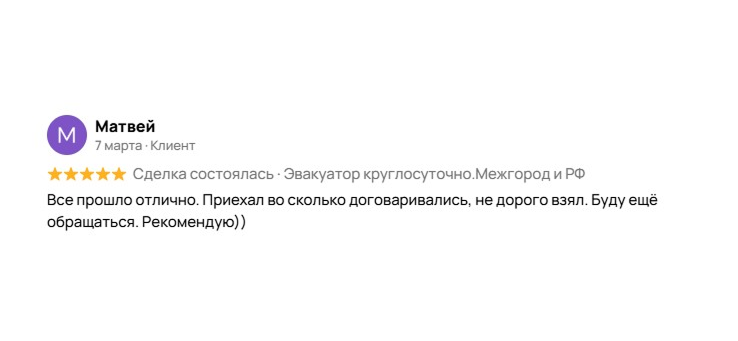 М
Матвей
7 марта · Клиент
Сделка состоялась · Эвакуатор круглосуточно.Межгород и РФ
Все прошло отлично. Приехал во сколько договаривались, не дорого взял. Буду ещё
обращаться. Рекомендую))